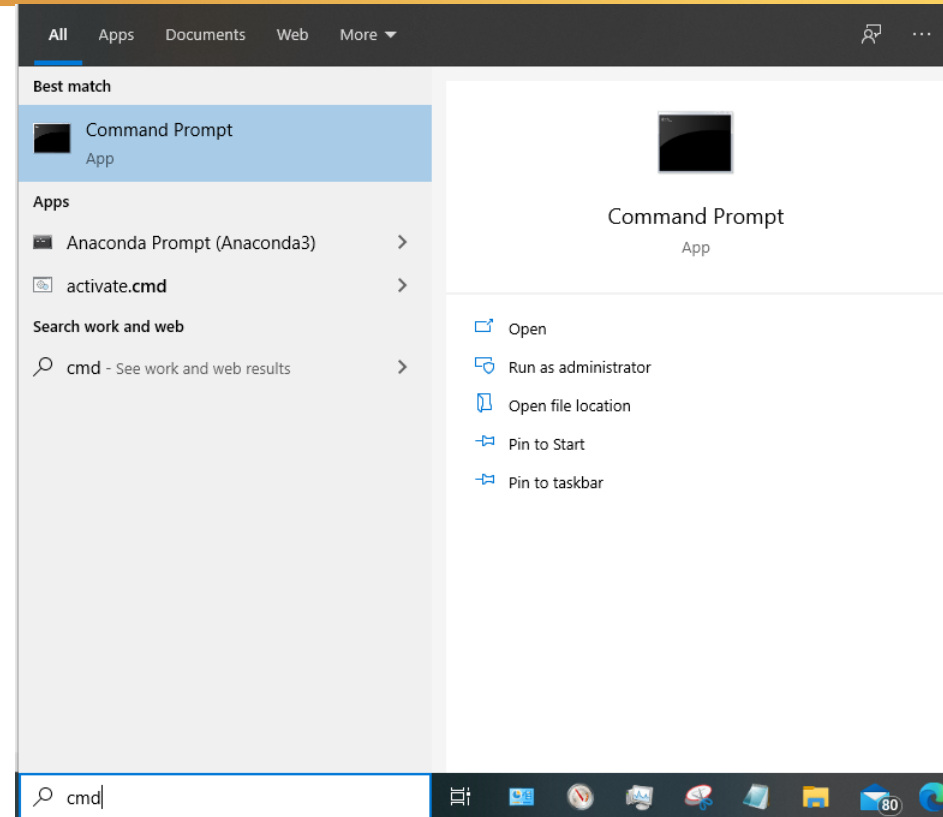 All Apps Documents Web More
Best match
Command Prompt
App
Apps
Anaconda Prompt (Anaconda3)
activate.cmd
Search work and web
cmd - See work and web results
Command Prompt
App
Open
Run as administrator
Open file location
Pin to Start
Pin to taskbar
cmd
80